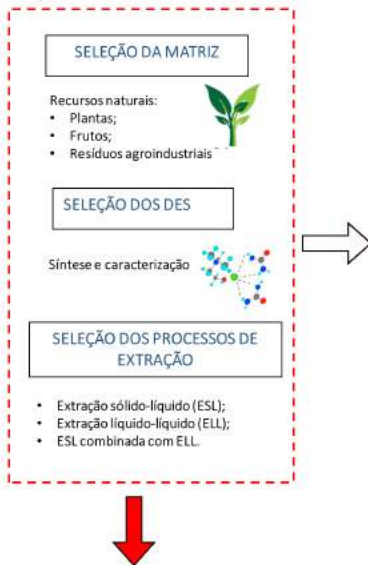 SELEÇÃO DA MATRIZ
Recursos naturais:
• Plantas;
• Frutos;
• Resíduos agroindustriais
SELEÇÃO DOS DES
Síntese e caracterização
SELEÇÃO DOS PROCESSOS DE
EXTRAÇÃO
• Extração sólido-líquido (ESL);
• Extração líquido-líquido (ELL);
• ESL combinada com ELL.